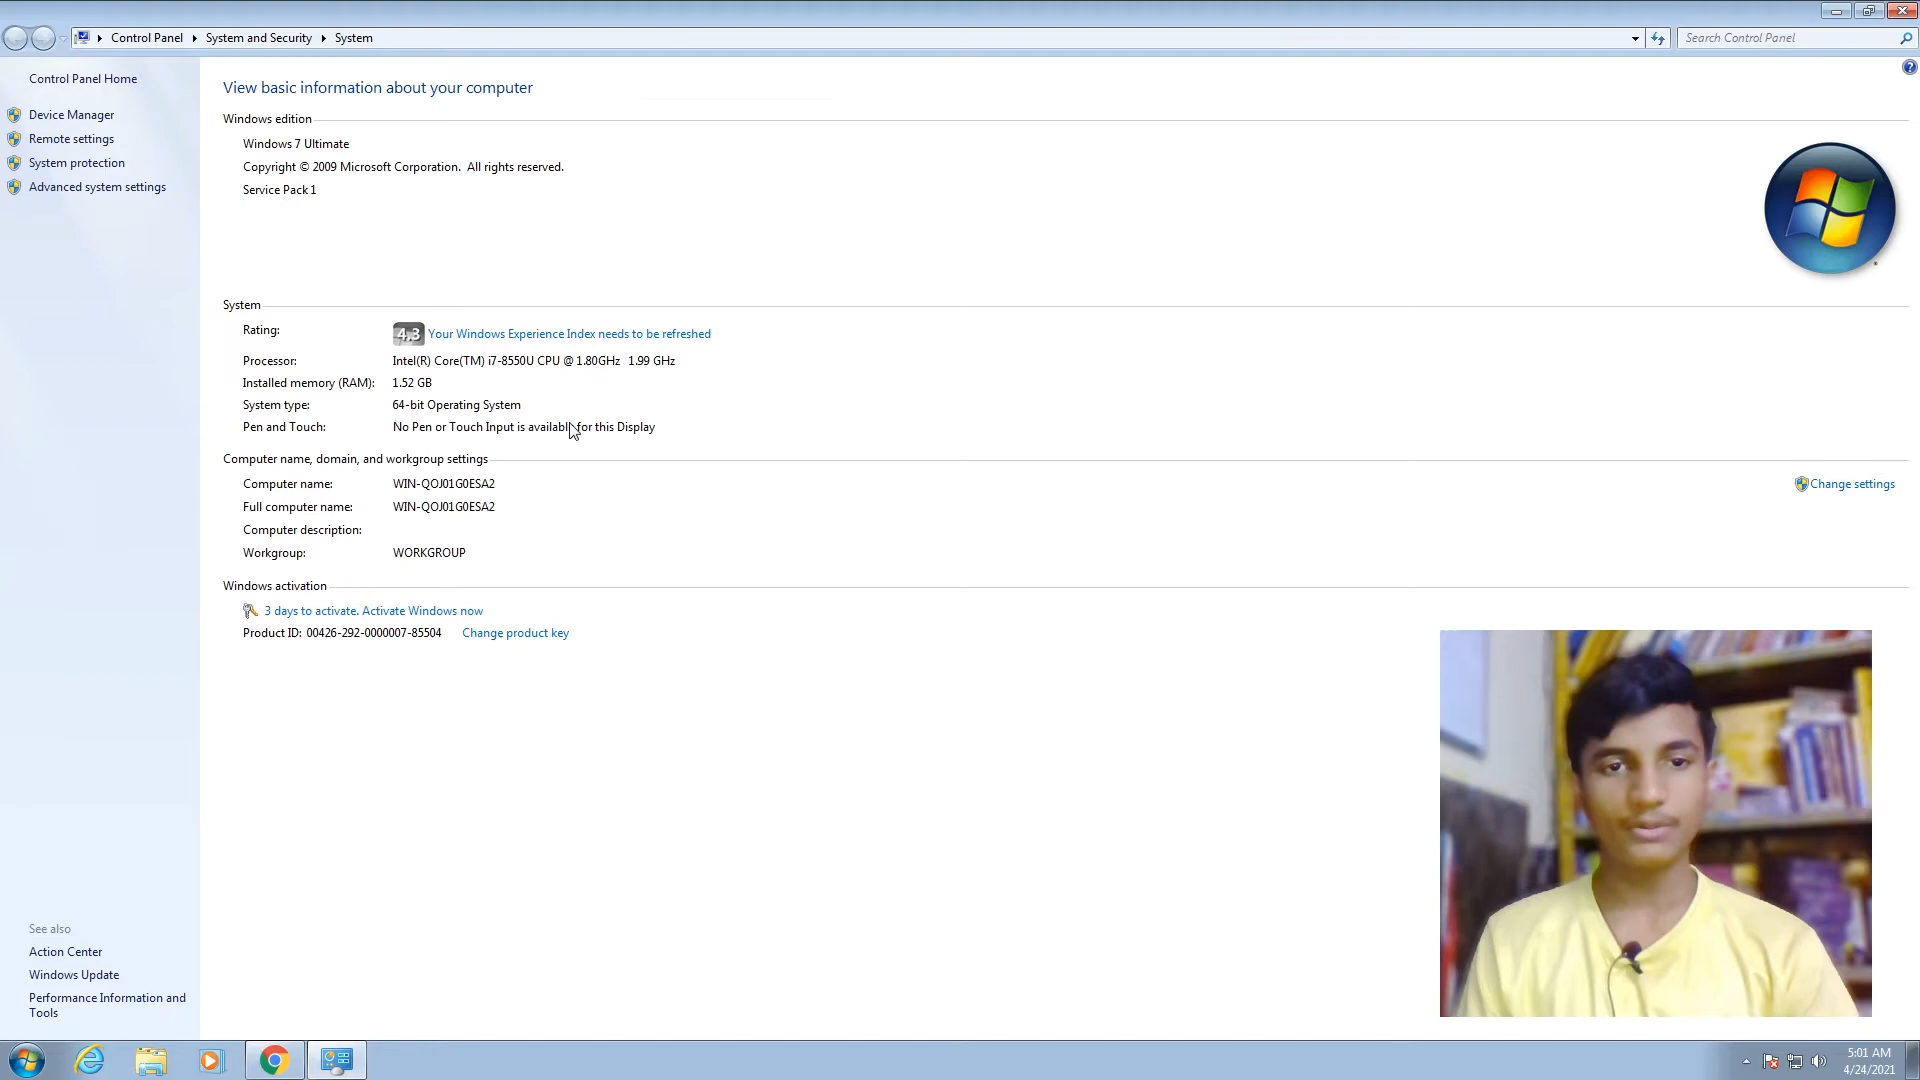 Control Panel ▸ System and Security ▸ System
Search Control Panel
Control Panel Home
Device Manager
Remote settings
System protection
Advanced system settings
View basic information about your computer
Windows edition
Windows 7 Ultimate
Copyright © 2009 Microsoft Corporation. All rights reserved.
Service Pack 1
System
Rating: 4.3 Your Windows Experience Index needs to be refreshed
Processor: Intel(R) Core(TM) i7-8550U CPU @ 1.80GHz 1.99 GHz
Installed memory (RAM): 1.52 GB
System type: 64-bit Operating System
Pen and Touch: No Pen or Touch Input is available for this Display
Computer name, domain, and workgroup settings
Computer name: WIN-QOJ01G0ESA2
Change settings
Full computer name: WIN-QOJ01G0ESA2
Computer description:
Workgroup: WORKGROUP
Windows activation
3 days to activate. Activate Windows now
Product ID: 00426-292-0000007-85504 Change product key
See also
Action Center
Windows Update
Performance Information and
Tools
5:01 AM
4/24/2021